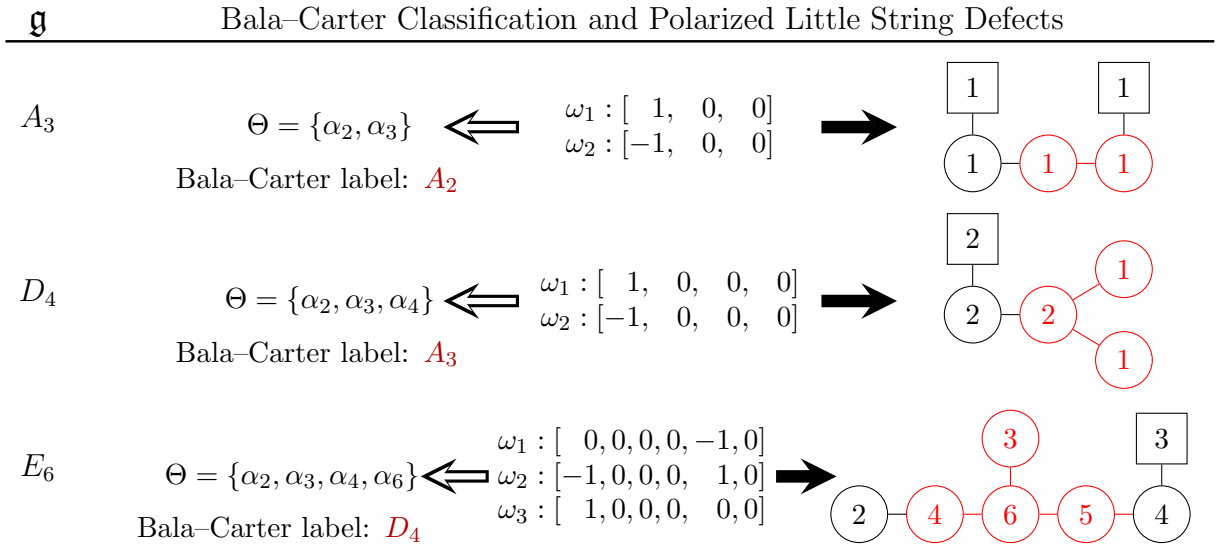 𝔤 Bala–Carter Classification and Polarized Little String Defects
1 1
A₃ Θ = {α₂, α₃} ω₁ : [ 1, 0, 0]
ω₂ : [−1, 0, 0]
1 1 1
Bala–Carter label: A₂
2
1
D₄ Θ = {α₂, α₃, α₄} ω₁ : [ 1, 0, 0, 0]
ω₂ : [−1, 0, 0, 0]
2 2
Bala–Carter label: A₃
1
ω₁ : [ 0, 0, 0, 0, −1, 0]
3 3
E₆ Θ = {α₂, α₃, α₄, α₆} ω₂ : [−1, 0, 0, 0, 1, 0]
ω₃ : [ 1, 0, 0, 0, 0, 0]
2 4 6 5 4
Bala–Carter label: D₄